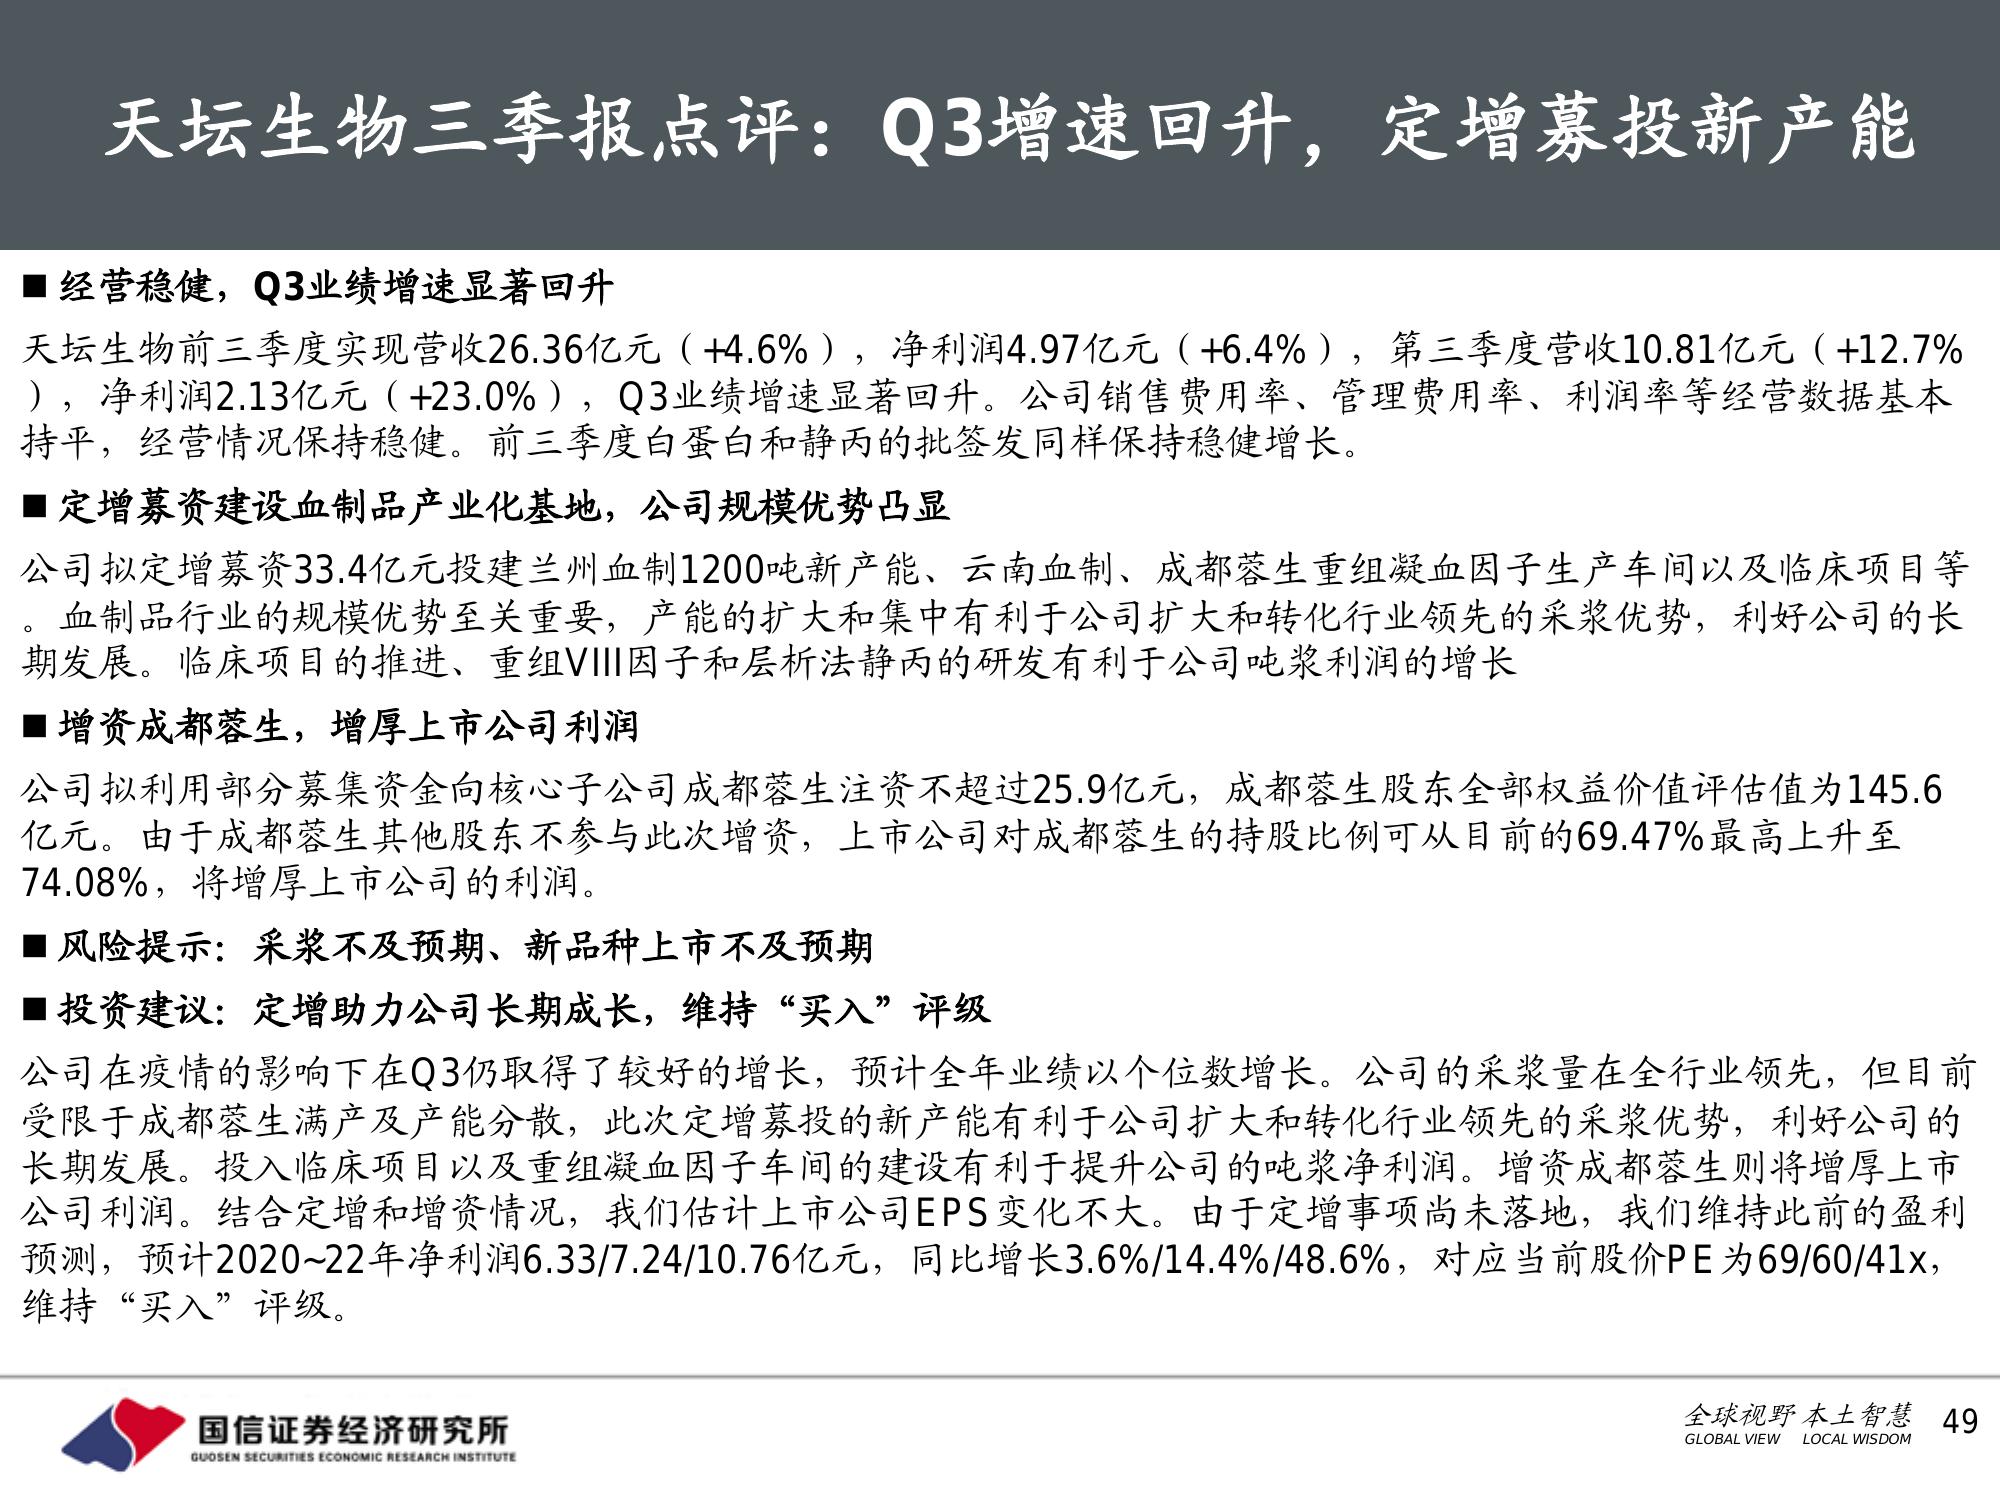 天坛生物三季报点评：Q3增速回升，定增募投新产能
■ 经营稳健，Q3业绩增速显著回升
天坛生物前三季度实现营收26.36亿元（+4.6%），净利润4.97亿元（+6.4%），第三季度营收10.81亿元（+12.7%
），净利润2.13亿元（+23.0%），Q3业绩增速显著回升。公司销售费用率、管理费用率、利润率等经营数据基本
持平，经营情况保持稳健。前三季度白蛋白和静丙的批签发同样保持稳健增长。
■ 定增募资建设血制品产业化基地，公司规模优势凸显
公司拟定增募资33.4亿元投建兰州血制1200吨新产能、云南血制、成都蓉生重组凝血因子生产车间以及临床项目等
。血制品行业的规模优势至关重要，产能的扩大和集中有利于公司扩大和转化行业领先的采浆优势，利好公司的长
期发展。临床项目的推进、重组VIII因子和层析法静丙的研发有利于公司吨浆利润的增长
■ 增资成都蓉生，增厚上市公司利润
公司拟利用部分募集资金向核心子公司成都蓉生注资不超过25.9亿元，成都蓉生股东全部权益价值评估值为145.6
亿元。由于成都蓉生其他股东不参与此次增资，上市公司对成都蓉生的持股比例可从目前的69.47%最高上升至
74.08%，将增厚上市公司的利润。
■ 风险提示：采浆不及预期、新品种上市不及预期
■ 投资建议：定增助力公司长期成长，维持“买入”评级
公司在疫情的影响下在Q3仍取得了较好的增长，预计全年业绩以个位数增长。公司的采浆量在全行业领先，但目前
受限于成都蓉生满产及产能分散，此次定增募投的新产能有利于公司扩大和转化行业领先的采浆优势，利好公司的
长期发展。投入临床项目以及重组凝血因子车间的建设有利于提升公司的吨浆净利润。增资成都蓉生则将增厚上市
公司利润。结合定增和增资情况，我们估计上市公司EPS变化不大。由于定增事项尚未落地，我们维持此前的盈利
预测，预计2020~22年净利润6.33/7.24/10.76亿元，同比增长3.6%/14.4%/48.6%，对应当前股价PE为69/60/41x，
维持“买入”评级。
国信证券经济研究所
GUOSEN SECURITIES ECONOMIC RESEARCH INSTITUTE
全球视野 本土智慧
GLOBAL VIEW LOCAL WISDOM
49